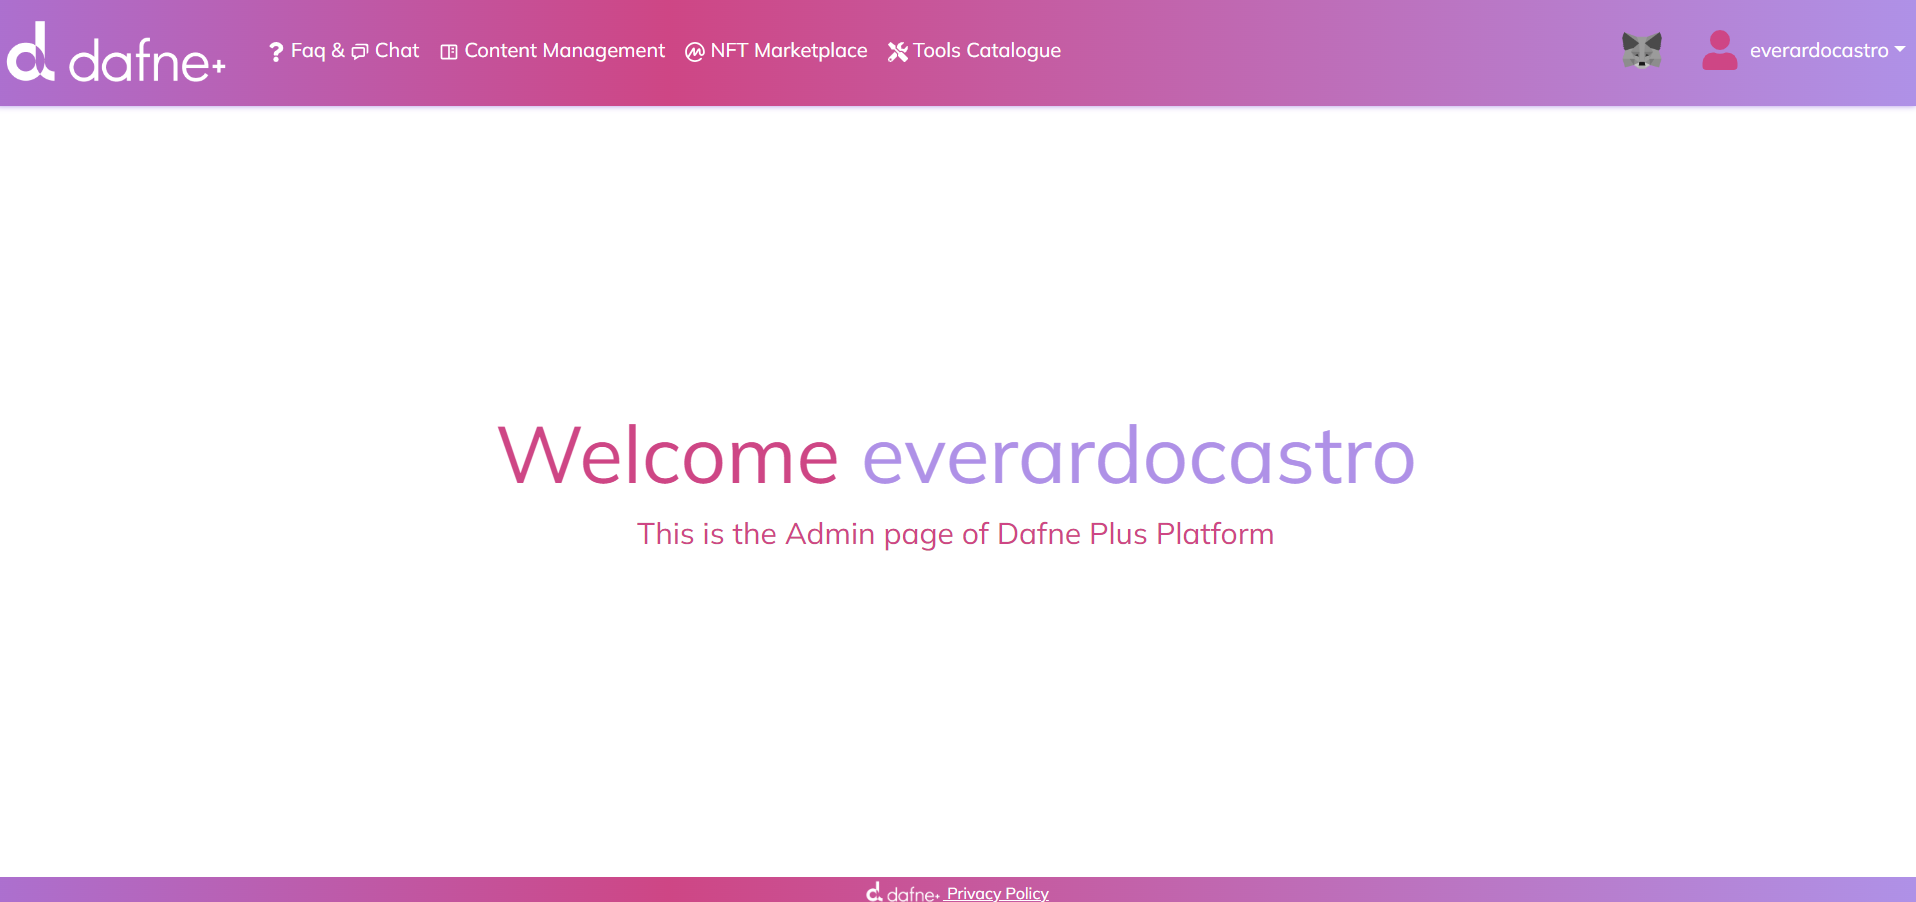 dafne+ Faq & Chat Content Management NFT Marketplace Tools Catalogue everardocastro
Welcome everardocastro
This is the Admin page of Dafne Plus Platform
dafne+ Privacy Policy